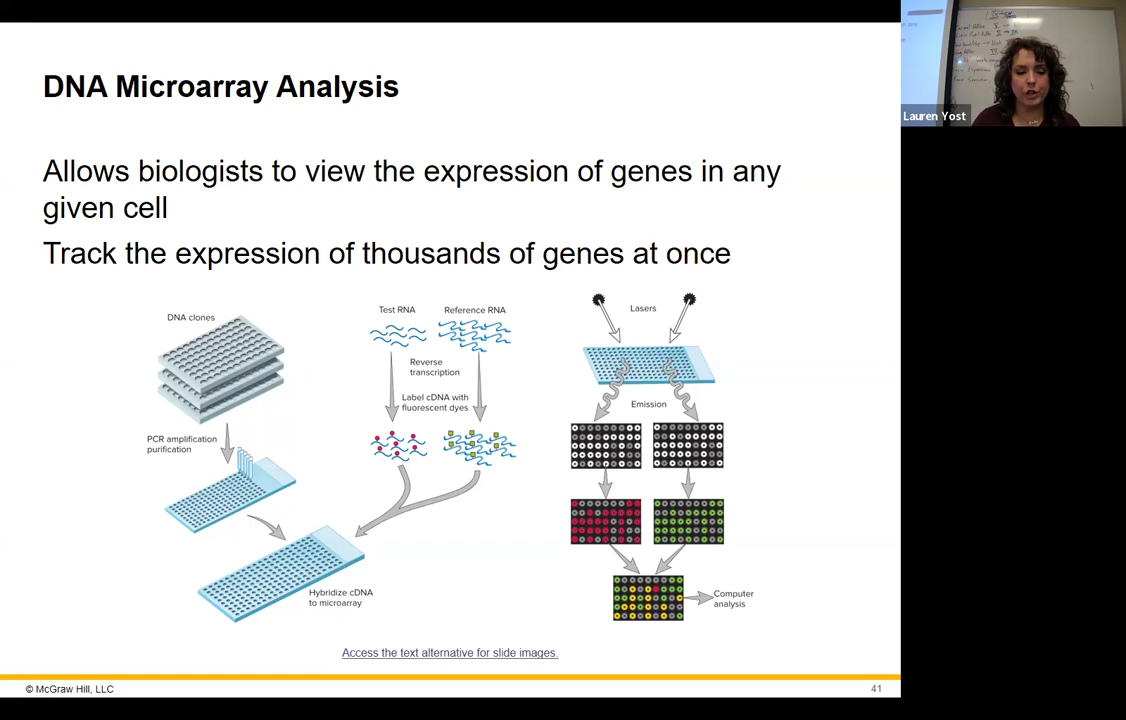 DNA Microarray Analysis
Allows biologists to view the expression of genes in any
given cell
Track the expression of thousands of genes at once
DNA clones
PCR amplification
purification
Test RNA
Reference RNA
Reverse
transcription
Label cDNA with
fluorescent dyes
Hybridize cDNA
to microarray
Lasers
Emission
Computer
analysis
Access the text alternative for slide images.
© McGraw Hill, LLC
41
Lauren Yost